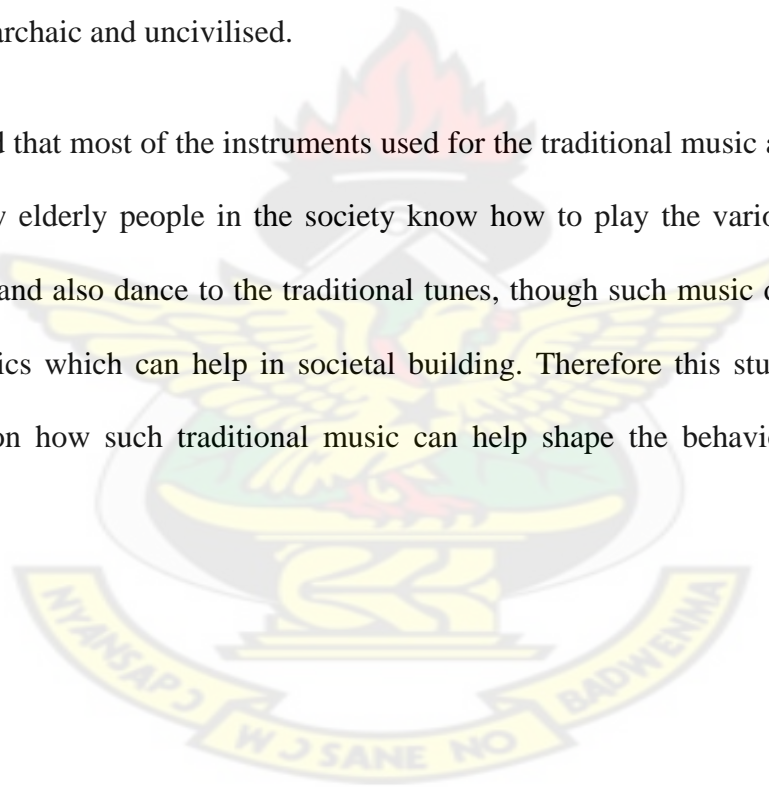 archaic and uncivilised.
d that most of the instruments used for the traditional music a
y elderly people in the society know how to play the vario
and also dance to the traditional tunes, though such music
ics which can help in societal building. Therefore this stu
on how such traditional music can help shape the behavi
NYANSAPƆ WƆSANE NO BADWENMA